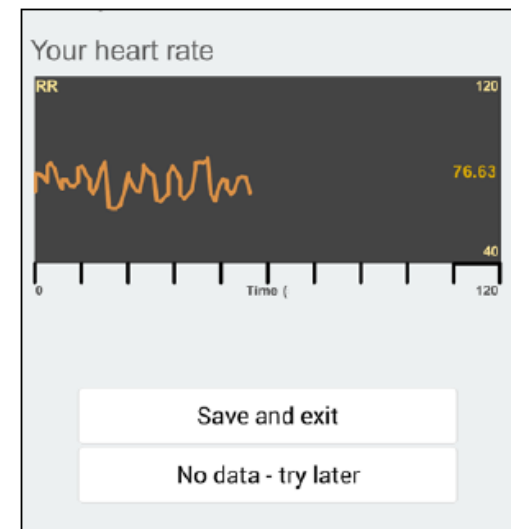 Your heart rate
RR 120
76.63
40
0 Time ( 120
Save and exit
No data - try later